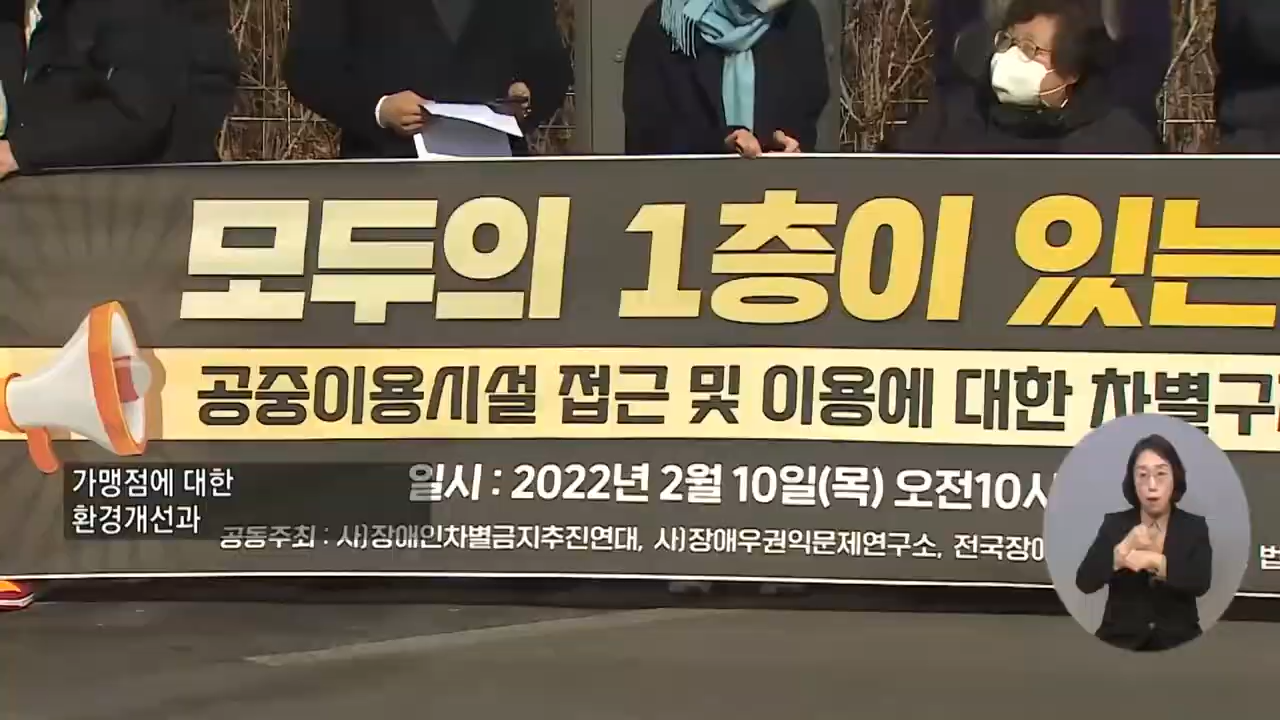 모두의 1층이 있는
공중이용시설 접근 및 이용에 대한 차별구
일시 : 2022년 2월 10일(목) 오전10시
가맹점에 대한
환경개선과
공동주최 : 사)장애인차별금지추진연대, 사)장애우권익문제연구소, 전국장애